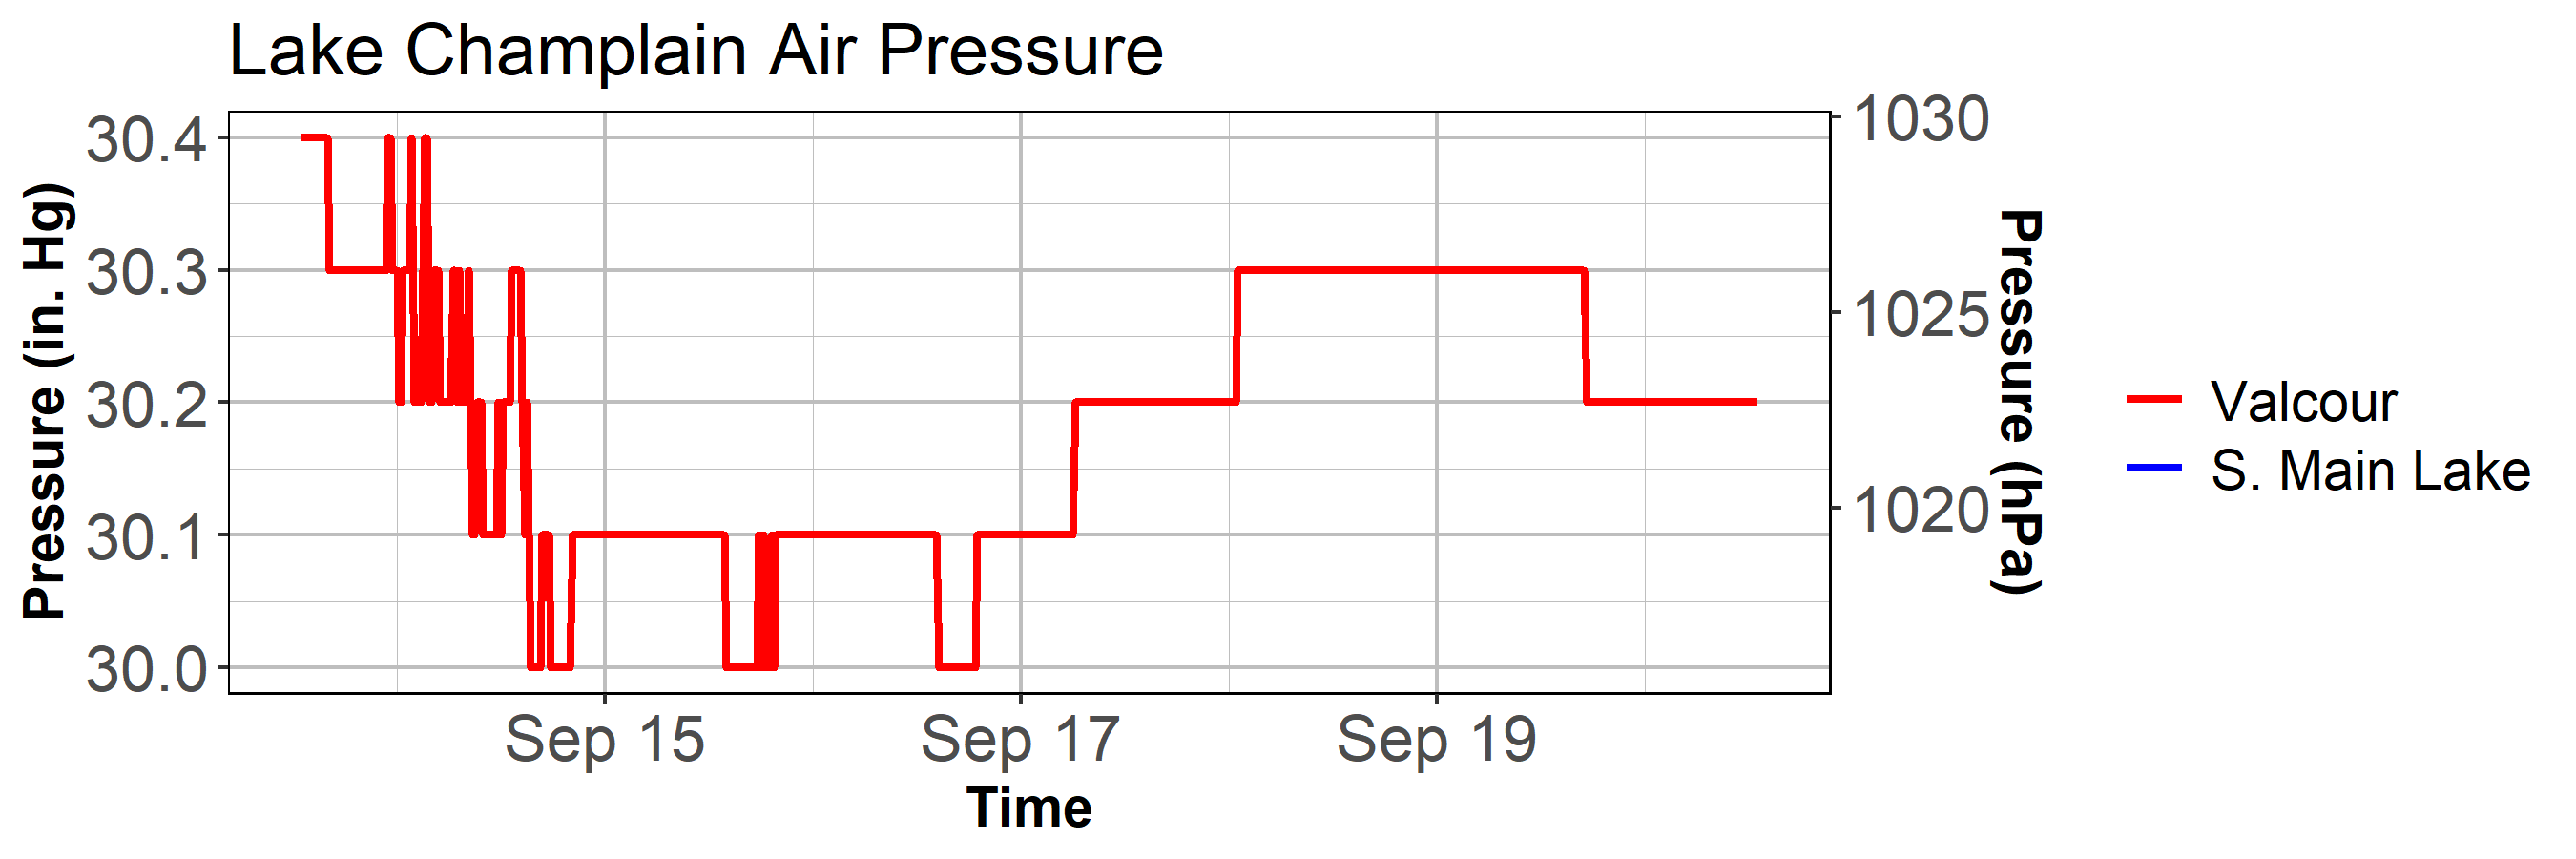 Lake Champlain Air Pressure
30.4
30.3
30.2
30.1
30.0
Pressure (in. Hg)
1030
1025
1020
Pressure (hPa)
Sep 15
Sep 17
Sep 19
Time
Valcour
S. Main Lake